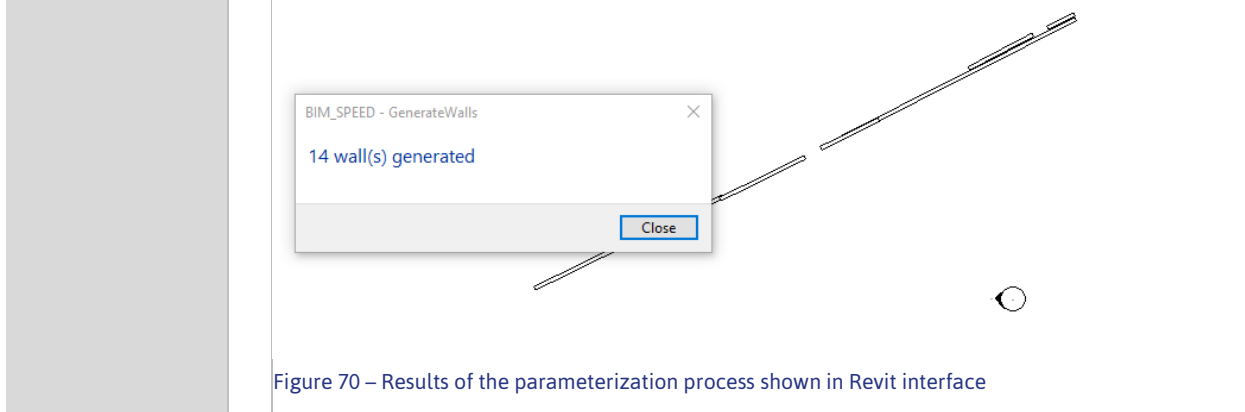 BIM_SPEED - GenerateWalls
14 wall(s) generated
Close
Figure 70 – Results of the parameterization process shown in Revit interface